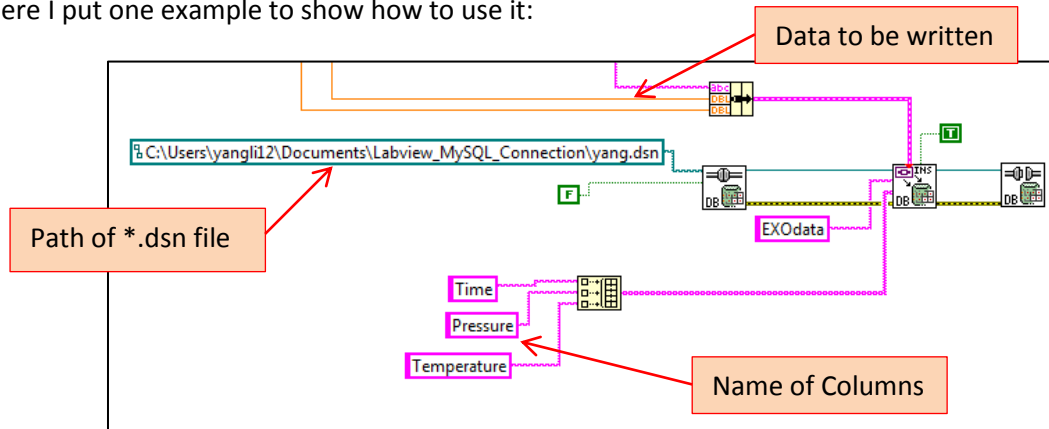 ere I put one example to show how to use it:
Data to be written
abc
DBL
DBL
C:\Users\yangli12\Documents\Labview_MySQL_Connection\yang.dsn
T
INS
F
DB
DB
DB
Path of *.dsn file
EXOdata
Time
Pressure
Temperature
Name of Columns